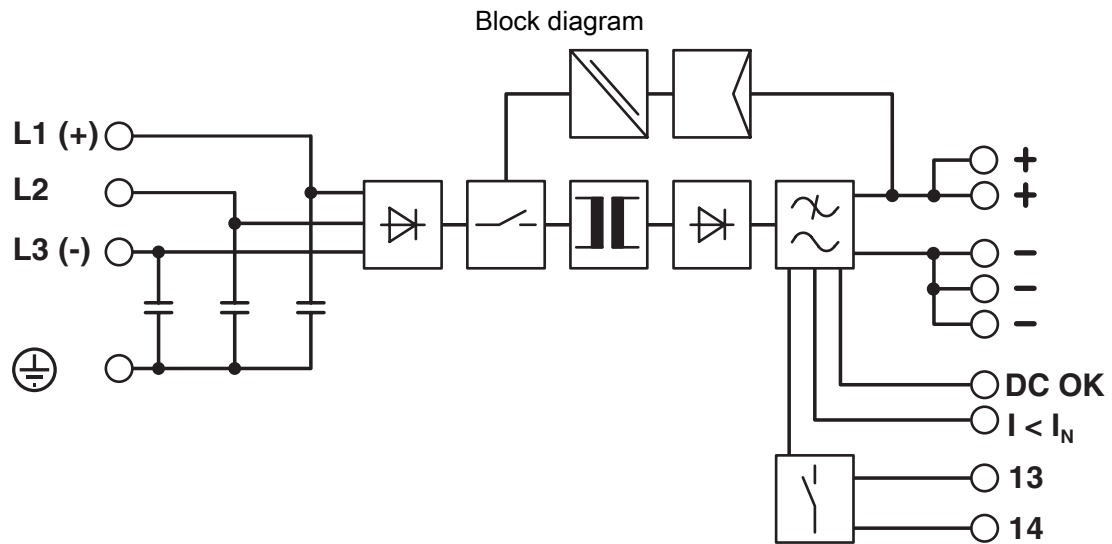 Block diagram
L1 (+)
L2
L3 (-)
+
+
–
–
–
DC OK
I < IN
13
14